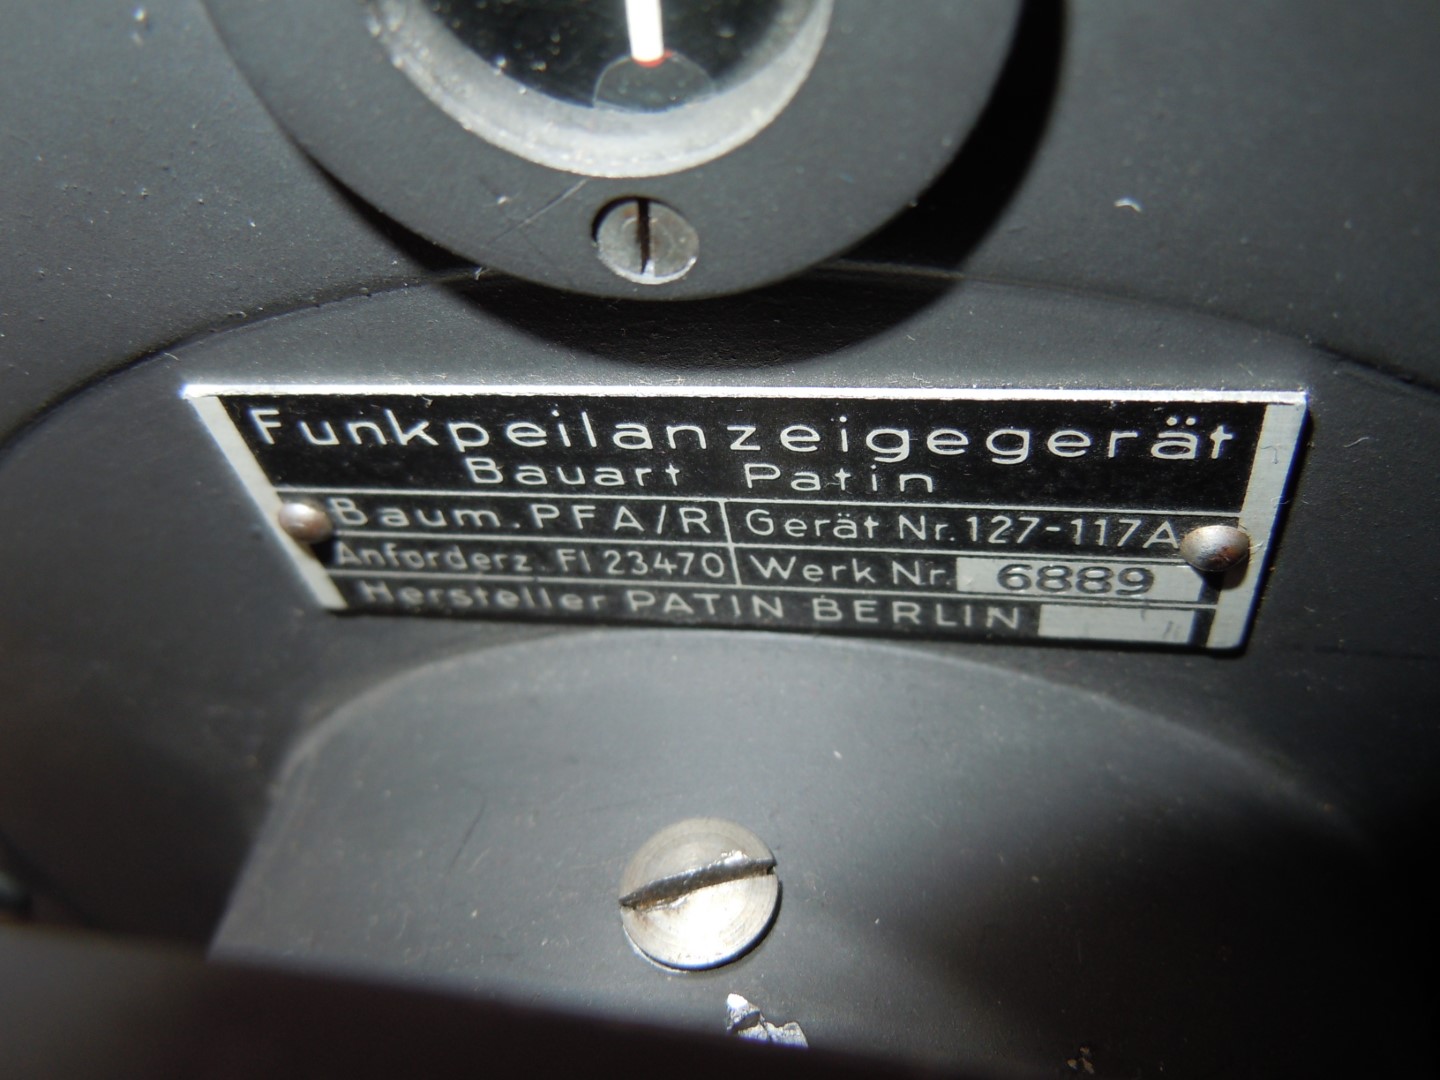 Funkpeilanzeigegerät
Bauart Patin
Baum. PFA/R Gerät Nr. 127-117A
Anforderz. Fl 23470 Werk Nr. 6889
Hersteller PATIN BERLIN